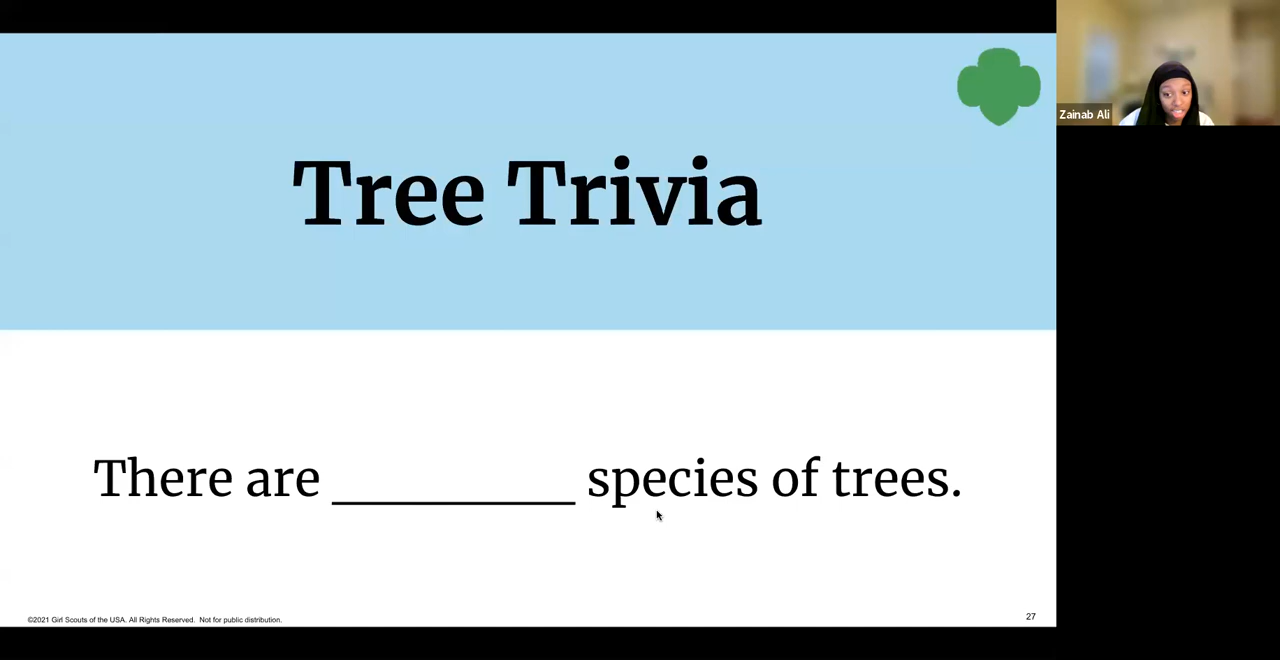 Tree Trivia
There are _________ species of trees.
©2021 Girl Scouts of the USA. All Rights Reserved. Not for public distribution.
27
Zainab Ali